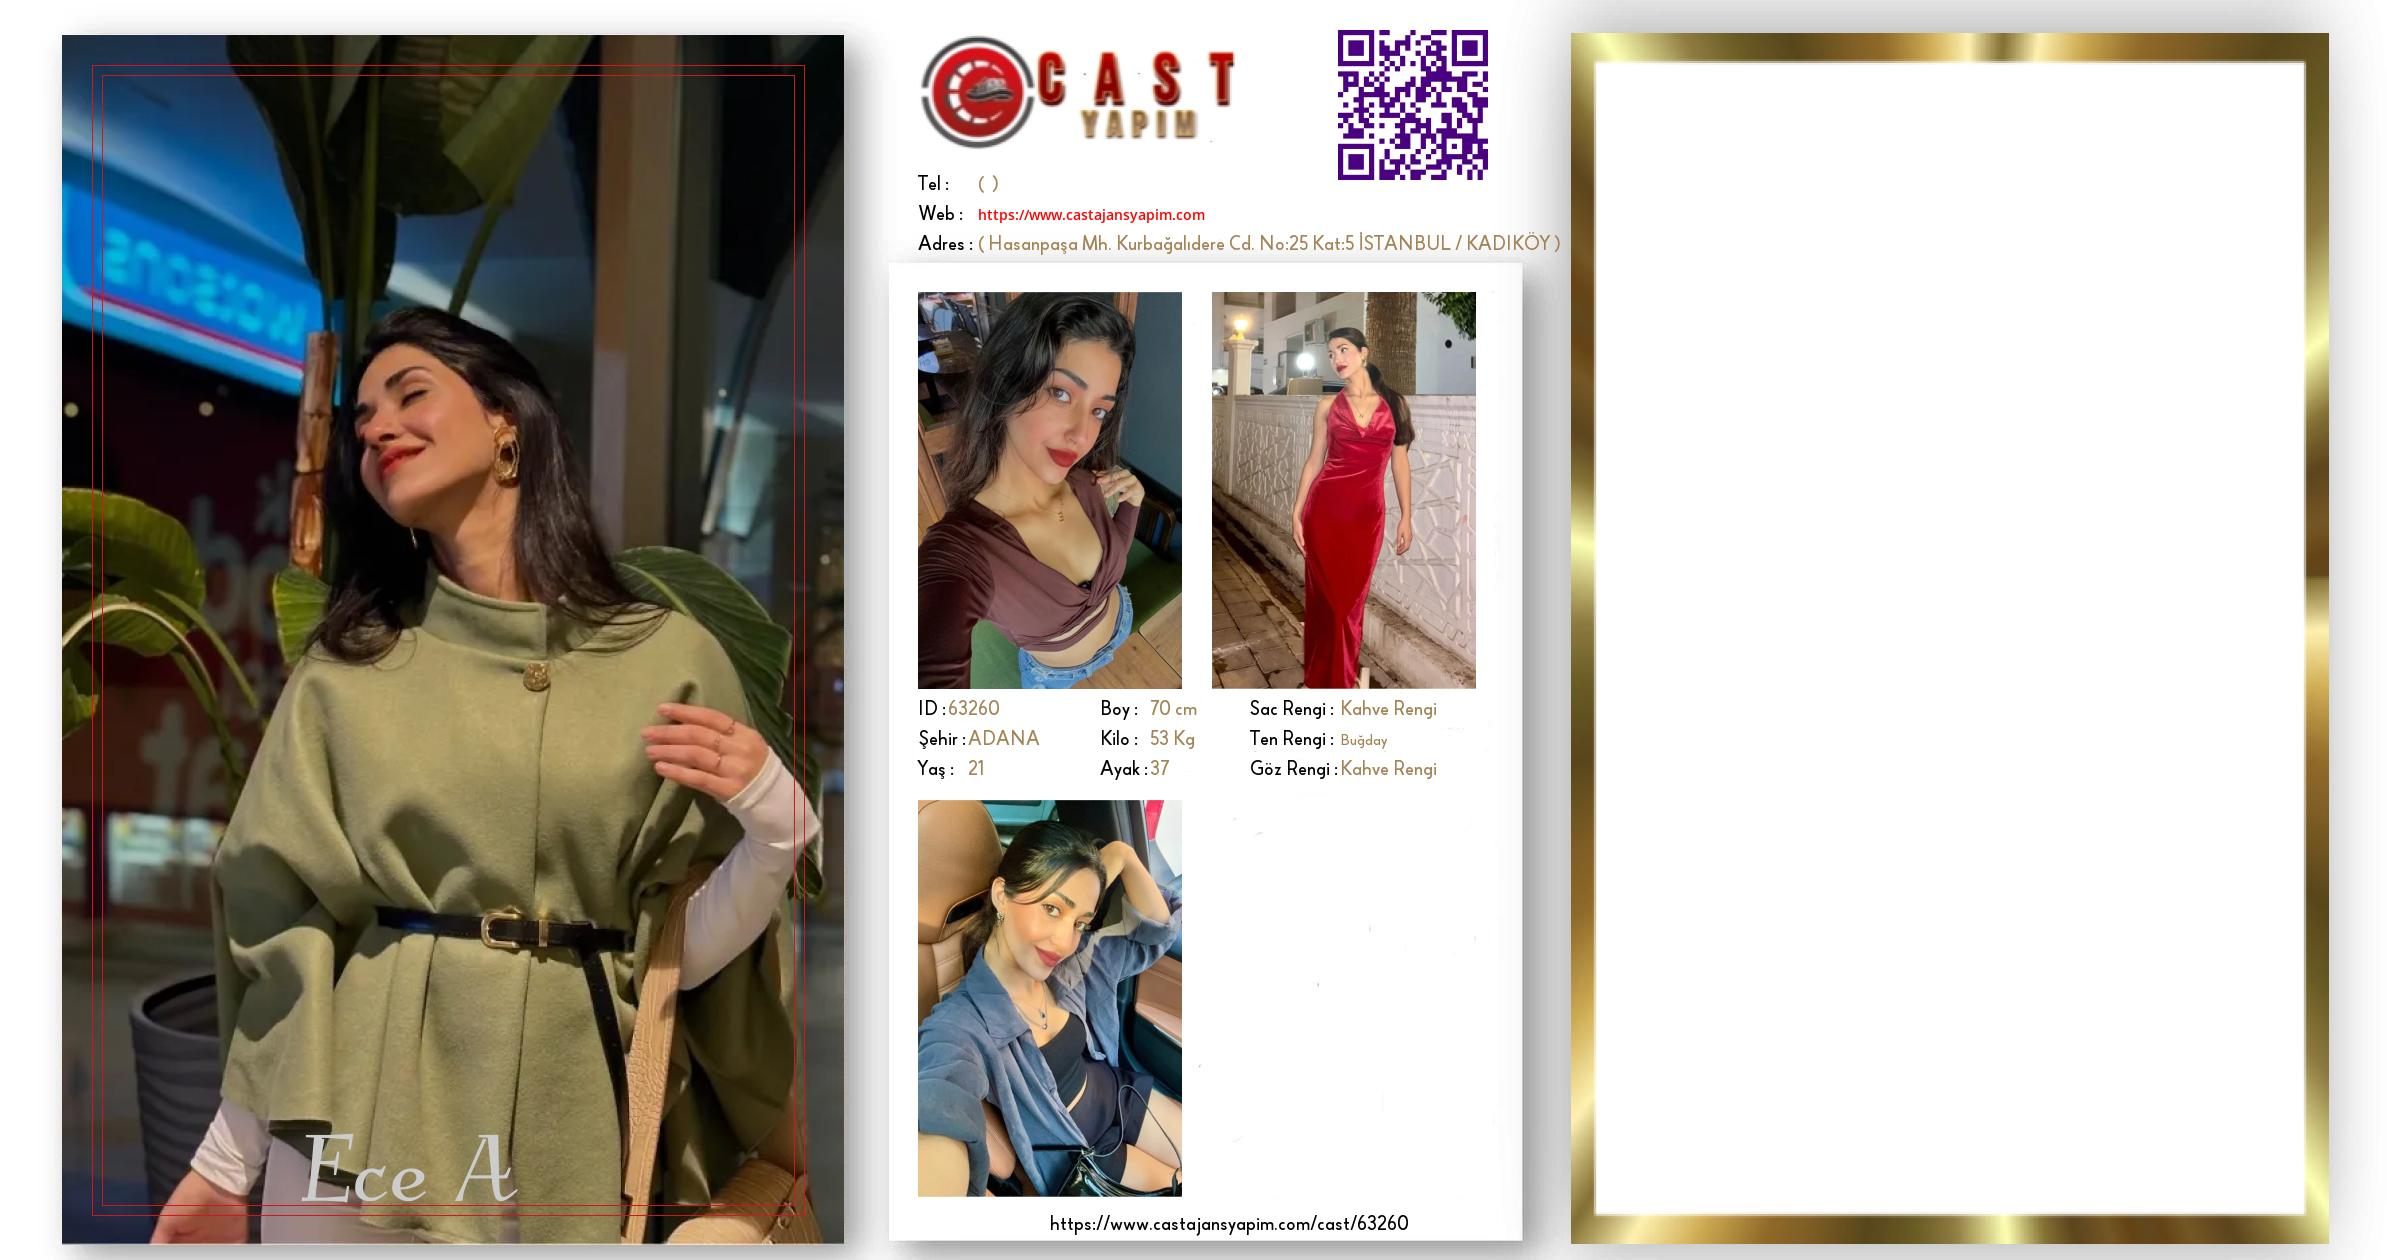 Ece A
CAST
YAPIM
Tel : ( )
Web : https://www.castajansyapim.com
Adres : ( Hasanpaşa Mh. Kurbağalıdere Cd. No:25 Kat:5 İSTANBUL / KADIKÖY )
ID : 63260 Boy : 70 cm Sac Rengi : Kahve Rengi
Şehir : ADANA Kilo : 53 Kg Ten Rengi : Buğday
Yaş : 21 Ayak : 37 Göz Rengi : Kahve Rengi
https://www.castajansyapim.com/cast/63260